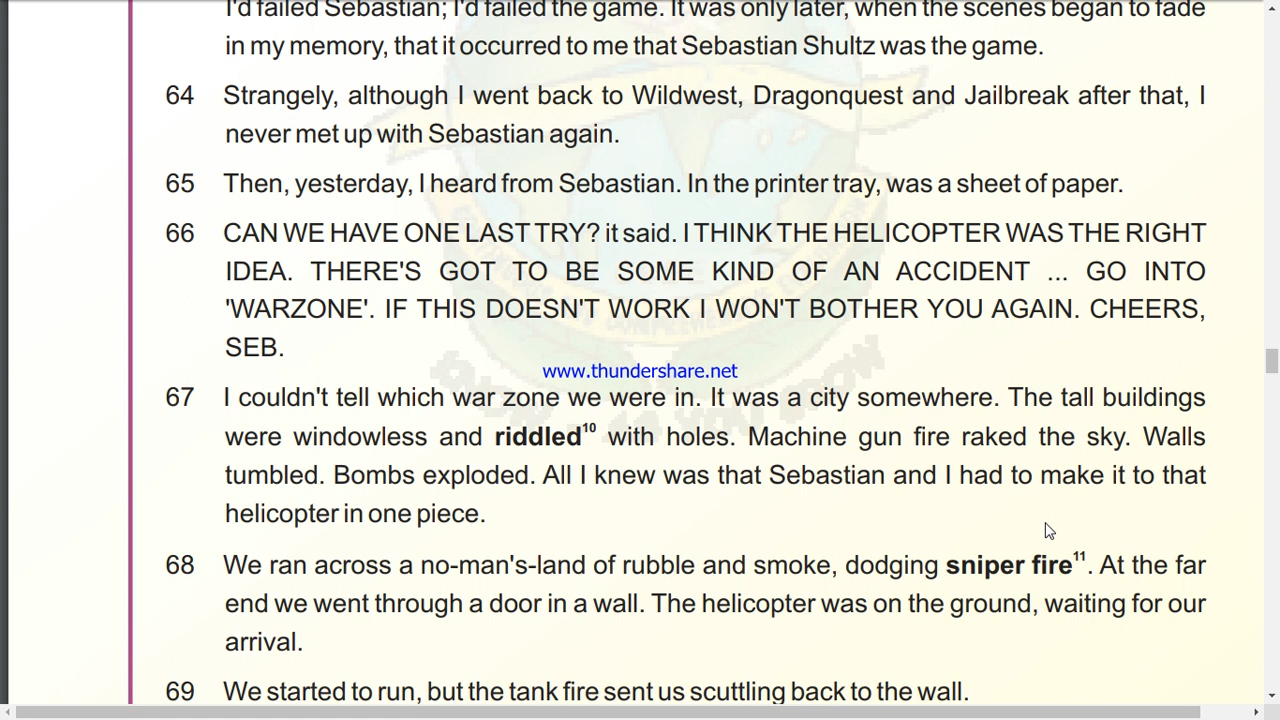 I'd failed Sebastian; I'd failed the game. It was only later, when the scenes began to fade
in my memory, that it occurred to me that Sebastian Shultz was the game.
64 Strangely, although I went back to Wildwest, Dragonquest and Jailbreak after that, I
never met up with Sebastian again.
65 Then, yesterday, I heard from Sebastian. In the printer tray, was a sheet of paper.
66 CAN WE HAVE ONE LAST TRY? it said. I THINK THE HELICOPTER WAS THE RIGHT
IDEA. THERE'S GOT TO BE SOME KIND OF AN ACCIDENT ... GO INTO
'WARZONE'. IF THIS DOESN'T WORK I WON'T BOTHER YOU AGAIN. CHEERS,
SEB.
www.thundershare.net
67 I couldn't tell which war zone we were in. It was a city somewhere. The tall buildings
were windowless and riddled10 with holes. Machine gun fire raked the sky. Walls
tumbled. Bombs exploded. All I knew was that Sebastian and I had to make it to that
helicopter in one piece.
68 We ran across a no-man's-land of rubble and smoke, dodging sniper fire11. At the far
end we went through a door in a wall. The helicopter was on the ground, waiting for our
arrival.
69 We started to run, but the tank fire sent us scuttling back to the wall.